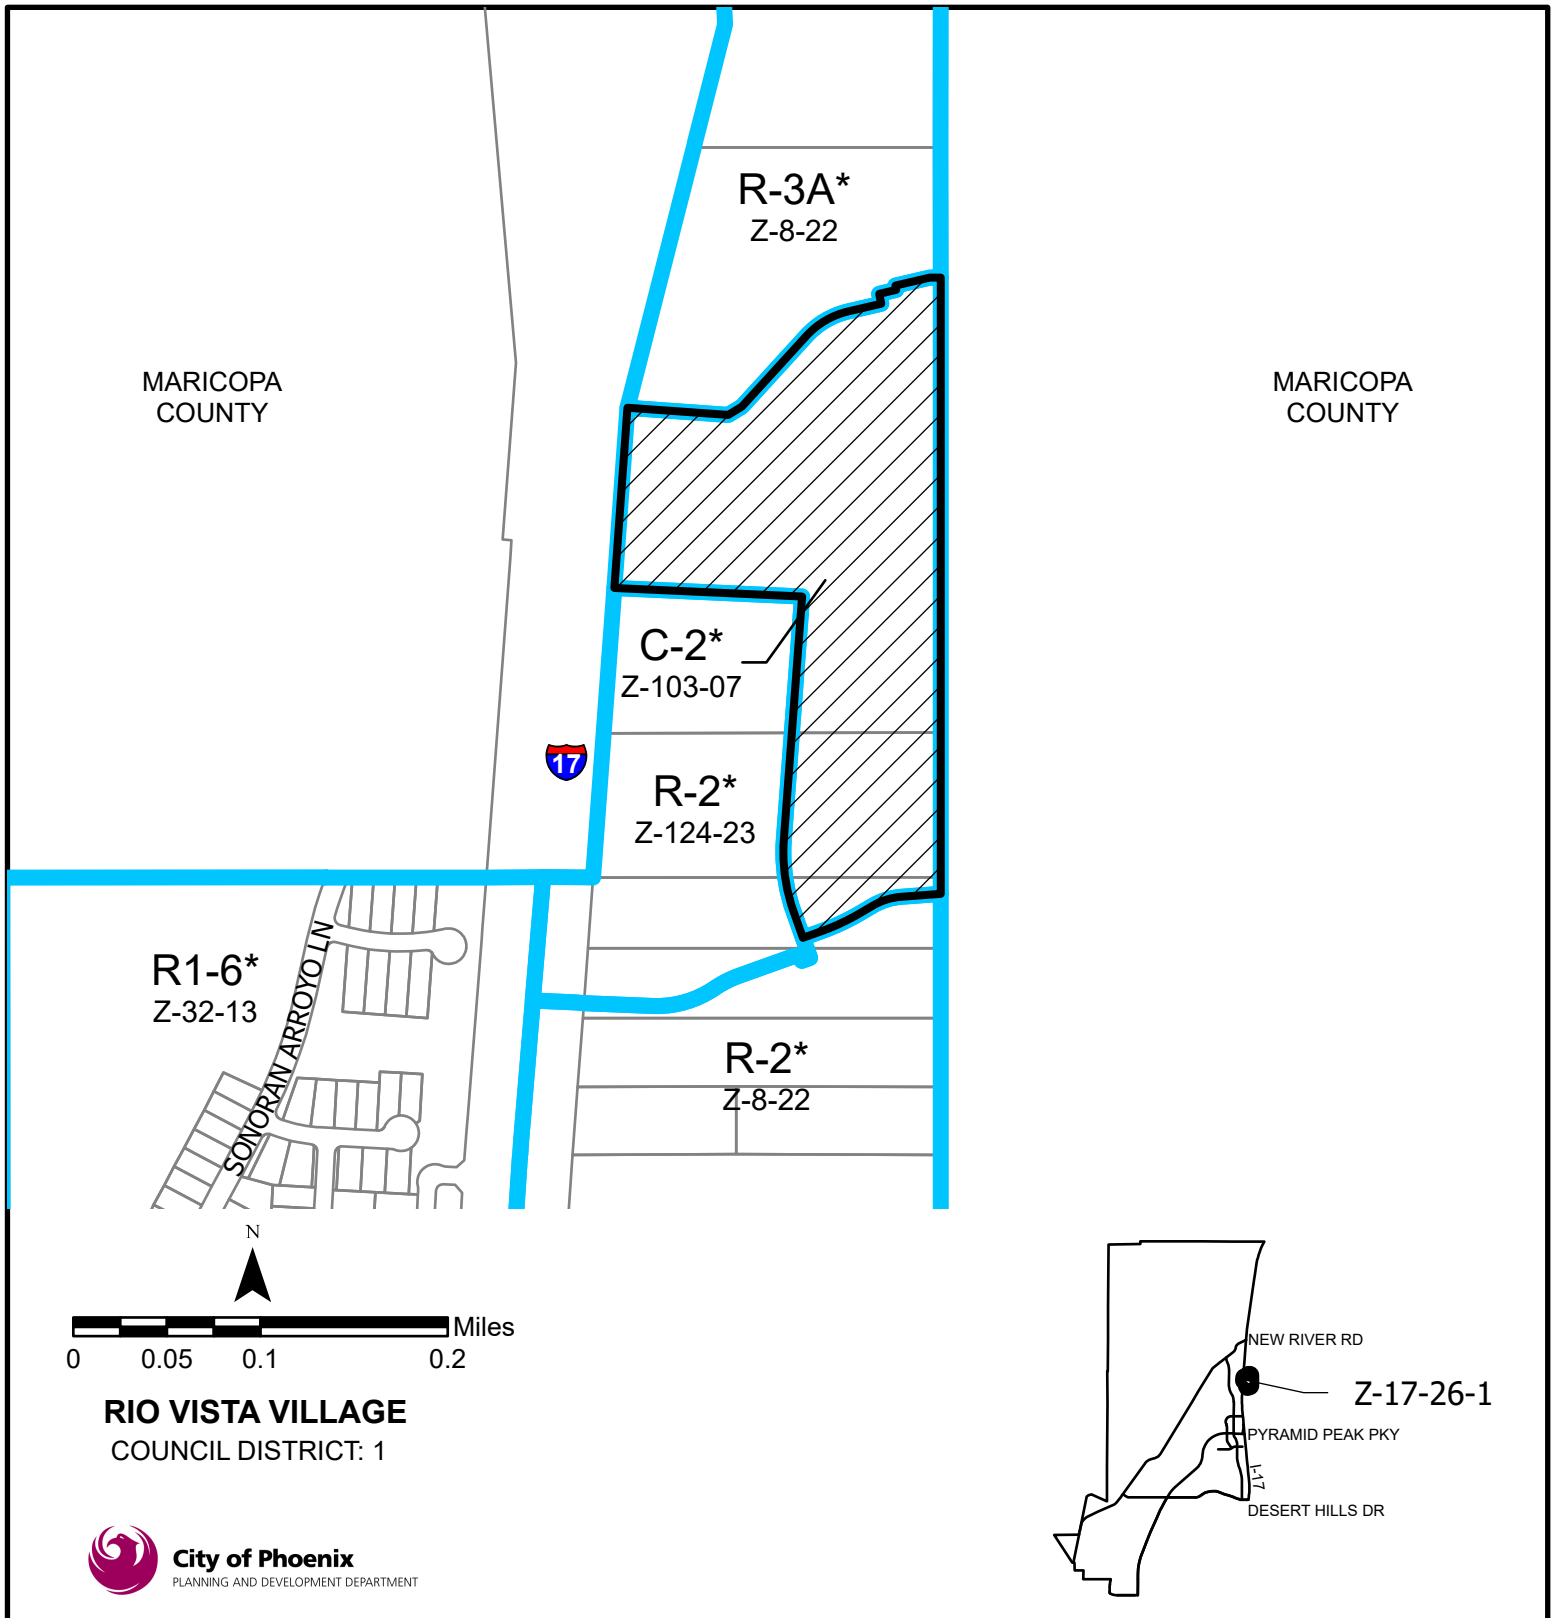 R-3A*
Z-8-22
MARICOPA
COUNTY
MARICOPA
COUNTY
C-2*
Z-103-07
17
R-2*
Z-124-23
R1-6*
Z-32-13
SONORAN ARROYO LN
R-2*
Z-8-22
N
Miles
0 0.05 0.1 0.2
RIO VISTA VILLAGE
COUNCIL DISTRICT: 1
City of Phoenix
PLANNING AND DEVELOPMENT DEPARTMENT
NEW RIVER RD
Z-17-26-1
PYRAMID PEAK PKY
I-17
DESERT HILLS DR